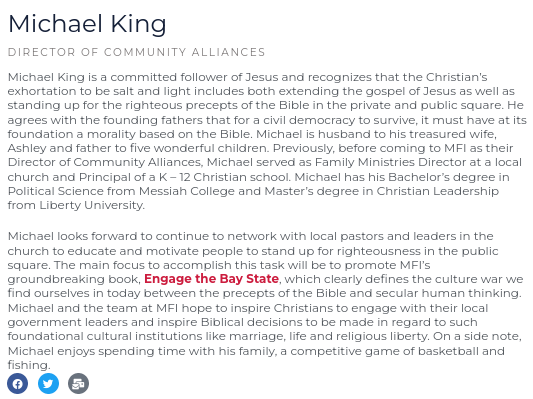 Michael King
DIRECTOR OF COMMUNITY ALLIANCES
Michael King is a committed follower of Jesus and recognizes that the Christian's
exhortation to be salt and light includes both extending the gospel of Jesus as well as
standing up for the righteous precepts of the Bible in the private and public square. He
agrees with the founding fathers that for a civil democracy to survive, it must have at its
foundation a morality based on the Bible. Michael is husband to his treasured wife,
Ashley and father to five wonderful children. Previously, before coming to MFI as their
Director of Community Alliances, Michael served as Family Ministries Director at a local
church and Principal of a K – 12 Christian school. Michael has his Bachelor's degree in
Political Science from Messiah College and Master's degree in Christian Leadership
from Liberty University.
Michael looks forward to continue to network with local pastors and leaders in the
church to educate and motivate people to stand up for righteousness in the public
square. The main focus to accomplish this task will be to promote MFI's
groundbreaking book, Engage the Bay State, which clearly defines the culture war we
find ourselves in today between the precepts of the Bible and secular human thinking.
Michael and the team at MFI hope to inspire Christians to engage with their local
government leaders and inspire Biblical decisions to be made in regard to such
foundational cultural institutions like marriage, life and religious liberty. On a side note,
Michael enjoys spending time with his family, a competitive game of basketball and
fishing.